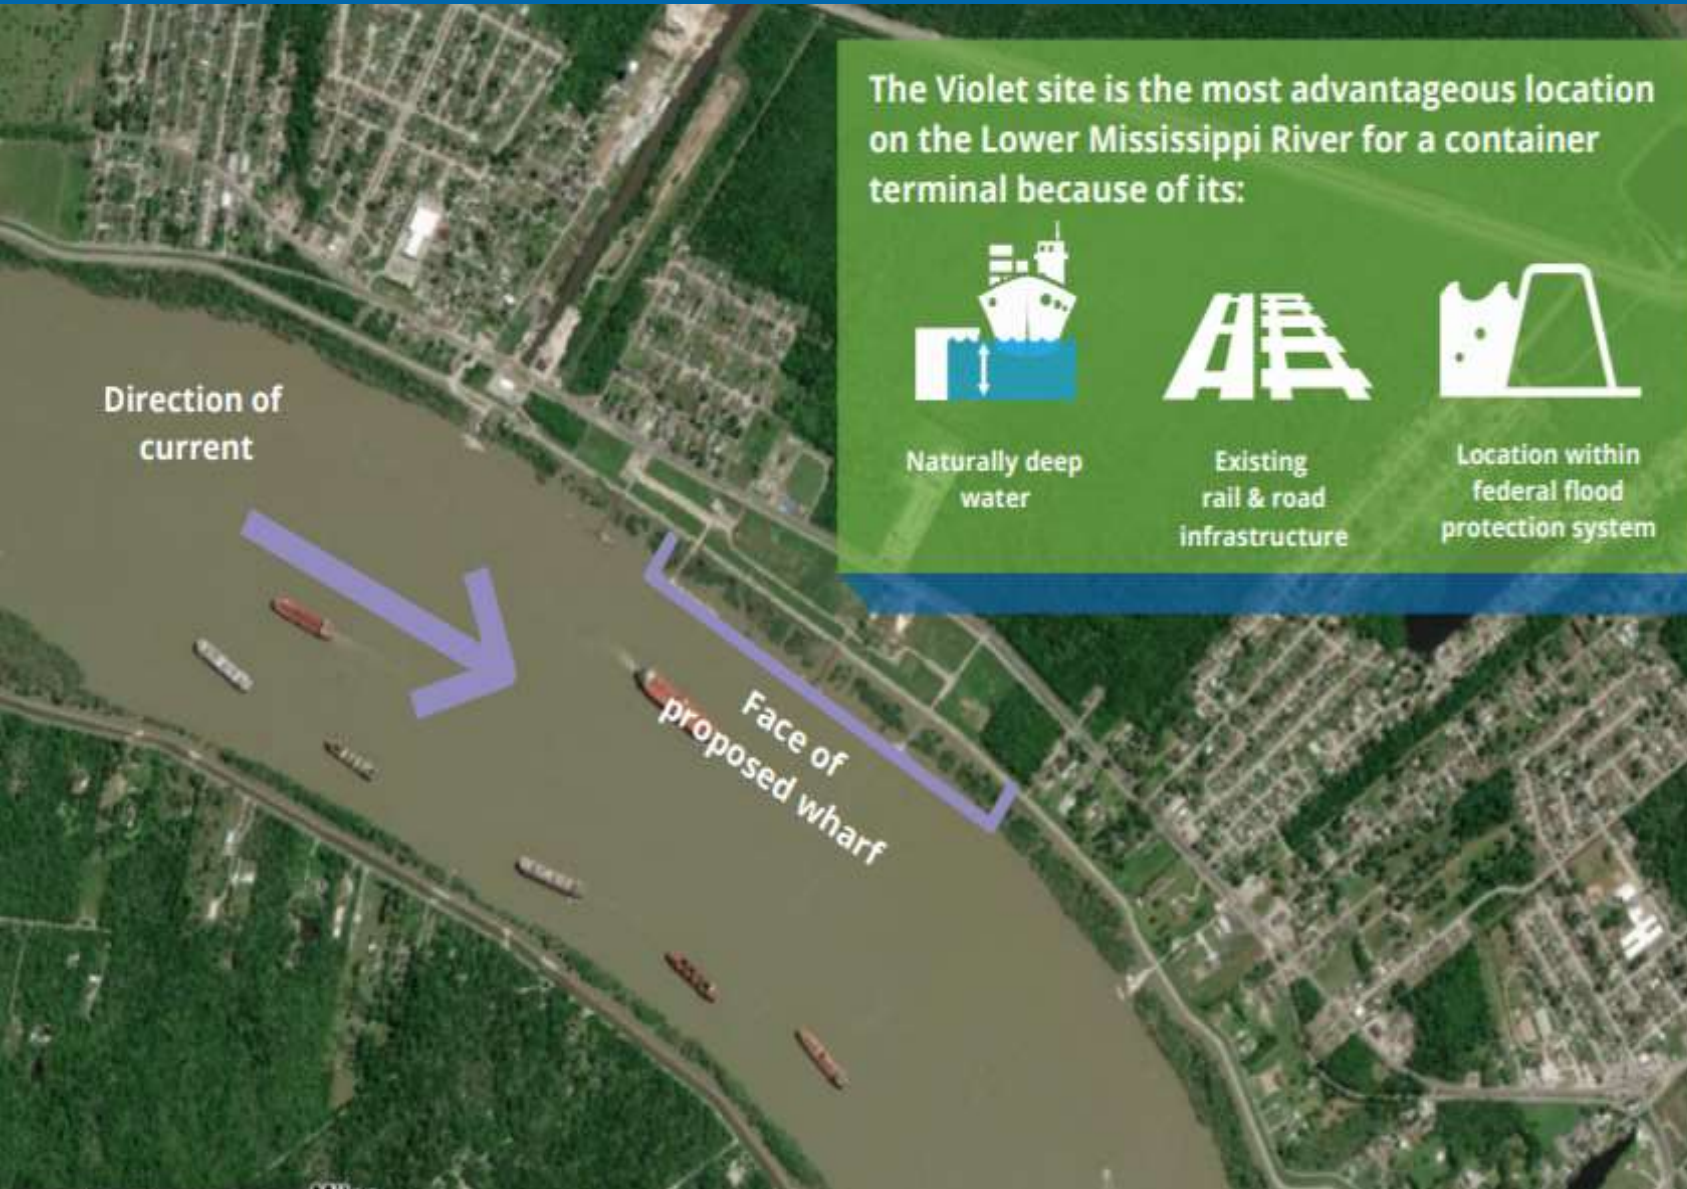 The Violet site is the most advantageous location
on the Lower Mississippi River for a container
terminal because of its:
Naturally deep
water
Existing
rail & road
infrastructure
Location within
federal flood
protection system
Direction of
current
Face of
proposed wharf